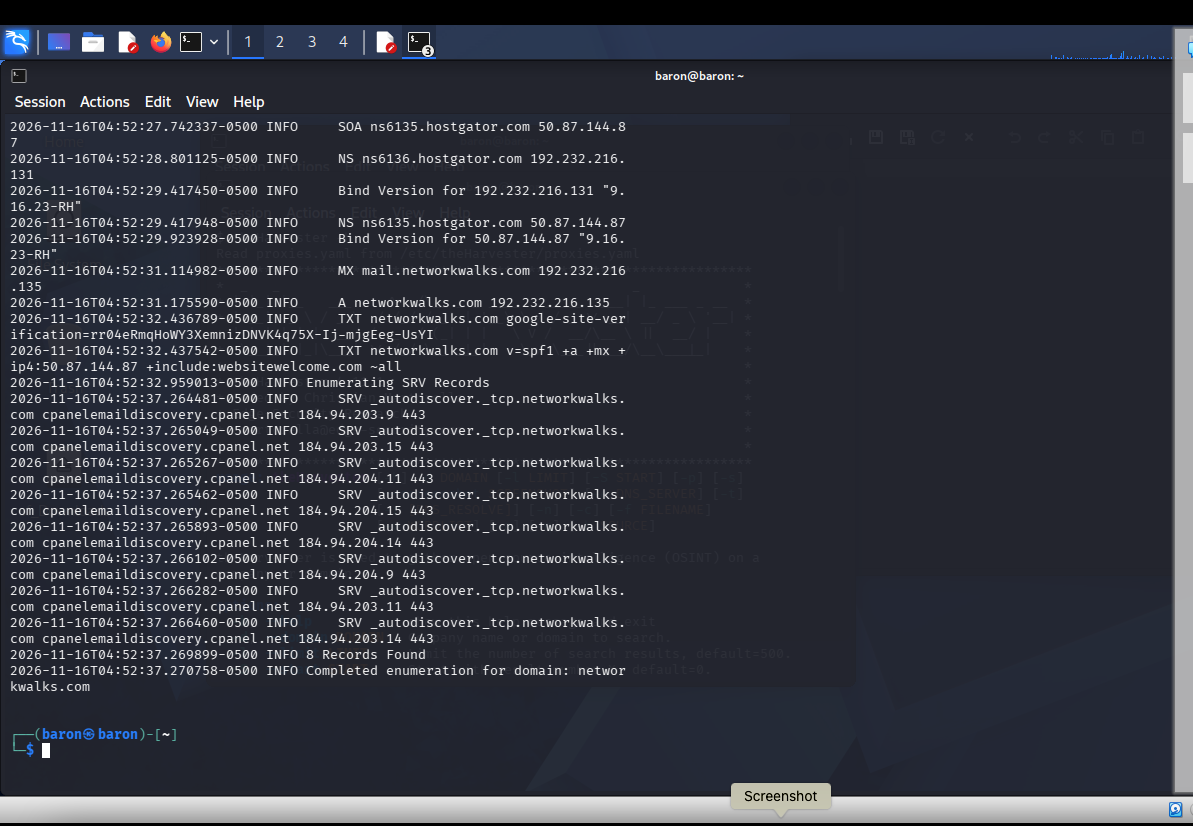 1 2 3 4
3
baron@baron: ~
Session Actions Edit View Help
2026-11-16T04:52:27.742337-0500 INFO     SOA ns6135.hostgator.com 50.87.144.8
7
2026-11-16T04:52:28.801125-0500 INFO     NS ns6136.hostgator.com 192.232.216.
131
2026-11-16T04:52:29.417450-0500 INFO     Bind Version for 192.232.216.131 "9.
16.23-RH"
2026-11-16T04:52:29.417948-0500 INFO     NS ns6135.hostgator.com 50.87.144.87
2026-11-16T04:52:29.923928-0500 INFO     Bind Version for 50.87.144.87 "9.16.
23-RH"
2026-11-16T04:52:31.114982-0500 INFO     MX mail.networkwalks.com 192.232.216
.135
2026-11-16T04:52:31.175590-0500 INFO     A networkwalks.com 192.232.216.135
2026-11-16T04:52:32.436789-0500 INFO     TXT networkwalks.com google-site-ver
ification=rr04eRmqHoWY3XemnizDNVK4q75X-Ij-mjgEeg-UsYI
2026-11-16T04:52:32.437542-0500 INFO     TXT networkwalks.com v=spf1 +a +mx +
ip4:50.87.144.87 +include:websitewelcome.com ~all
2026-11-16T04:52:32.959013-0500 INFO Enumerating SRV Records
2026-11-16T04:52:37.264481-0500 INFO     SRV _autodiscover._tcp.networkwalks.
com cpanelemaildiscovery.cpanel.net 184.94.203.9 443
2026-11-16T04:52:37.265049-0500 INFO     SRV _autodiscover._tcp.networkwalks.
com cpanelemaildiscovery.cpanel.net 184.94.203.15 443
2026-11-16T04:52:37.265267-0500 INFO     SRV _autodiscover._tcp.networkwalks.
com cpanelemaildiscovery.cpanel.net 184.94.204.11 443
2026-11-16T04:52:37.265462-0500 INFO     SRV _autodiscover._tcp.networkwalks.
com cpanelemaildiscovery.cpanel.net 184.94.204.15 443
2026-11-16T04:52:37.265893-0500 INFO     SRV _autodiscover._tcp.networkwalks.
com cpanelemaildiscovery.cpanel.net 184.94.204.14 443
2026-11-16T04:52:37.266102-0500 INFO     SRV _autodiscover._tcp.networkwalks.
com cpanelemaildiscovery.cpanel.net 184.94.204.9 443
2026-11-16T04:52:37.266282-0500 INFO     SRV _autodiscover._tcp.networkwalks.
com cpanelemaildiscovery.cpanel.net 184.94.203.11 443
2026-11-16T04:52:37.266460-0500 INFO     SRV _autodiscover._tcp.networkwalks.
com cpanelemaildiscovery.cpanel.net 184.94.203.14 443
2026-11-16T04:52:37.269899-0500 INFO 8 Records Found
2026-11-16T04:52:37.270758-0500 INFO Completed enumeration for domain: networ
kwalks.com
┌──(baron㉿baron)-[~]
└─$
Screenshot